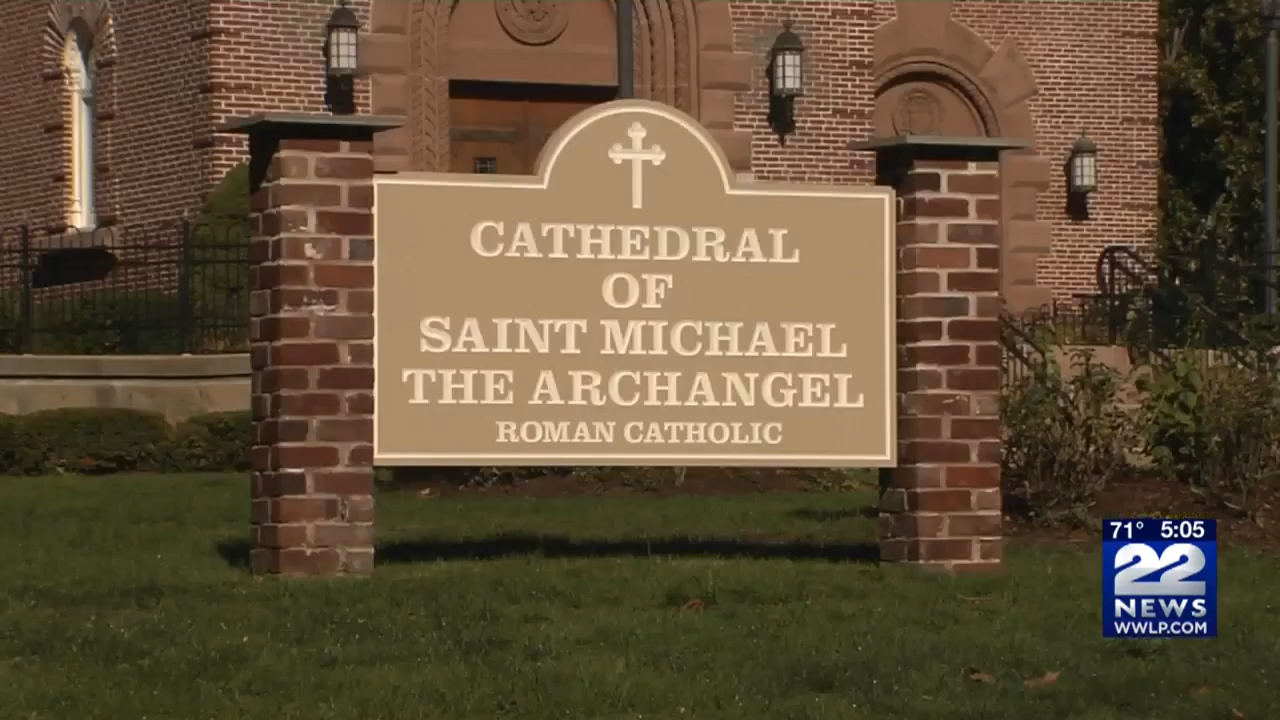 CATHEDRAL
OF
SAINT MICHAEL
THE ARCHANGEL
ROMAN CATHOLIC
71° 5:05
22
NEWS
WWLP.COM